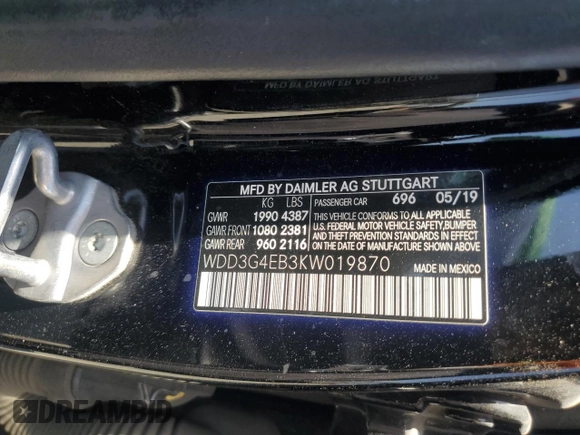 MFD BY DAIMLER AG STUTTGART
KG LBS PASSENGER CAR 696 05/19
GVWR 1990 4387 THIS VEHICLE CONFORMS TO ALL APPLICABLE
GAWR FRONT 1080 2381 U.S. FEDERAL MOTOR VEHICLE SAFETY, BUMPER
GAWR REAR 960 2116 AND THEFT PREVENTION STANDARDS IN EFFECT
ON THE DATE OF MANUFACTURE SHOWN ABOVE.
WDD3G4EB3KW019870 MADE IN MEXICO
DREAMBID